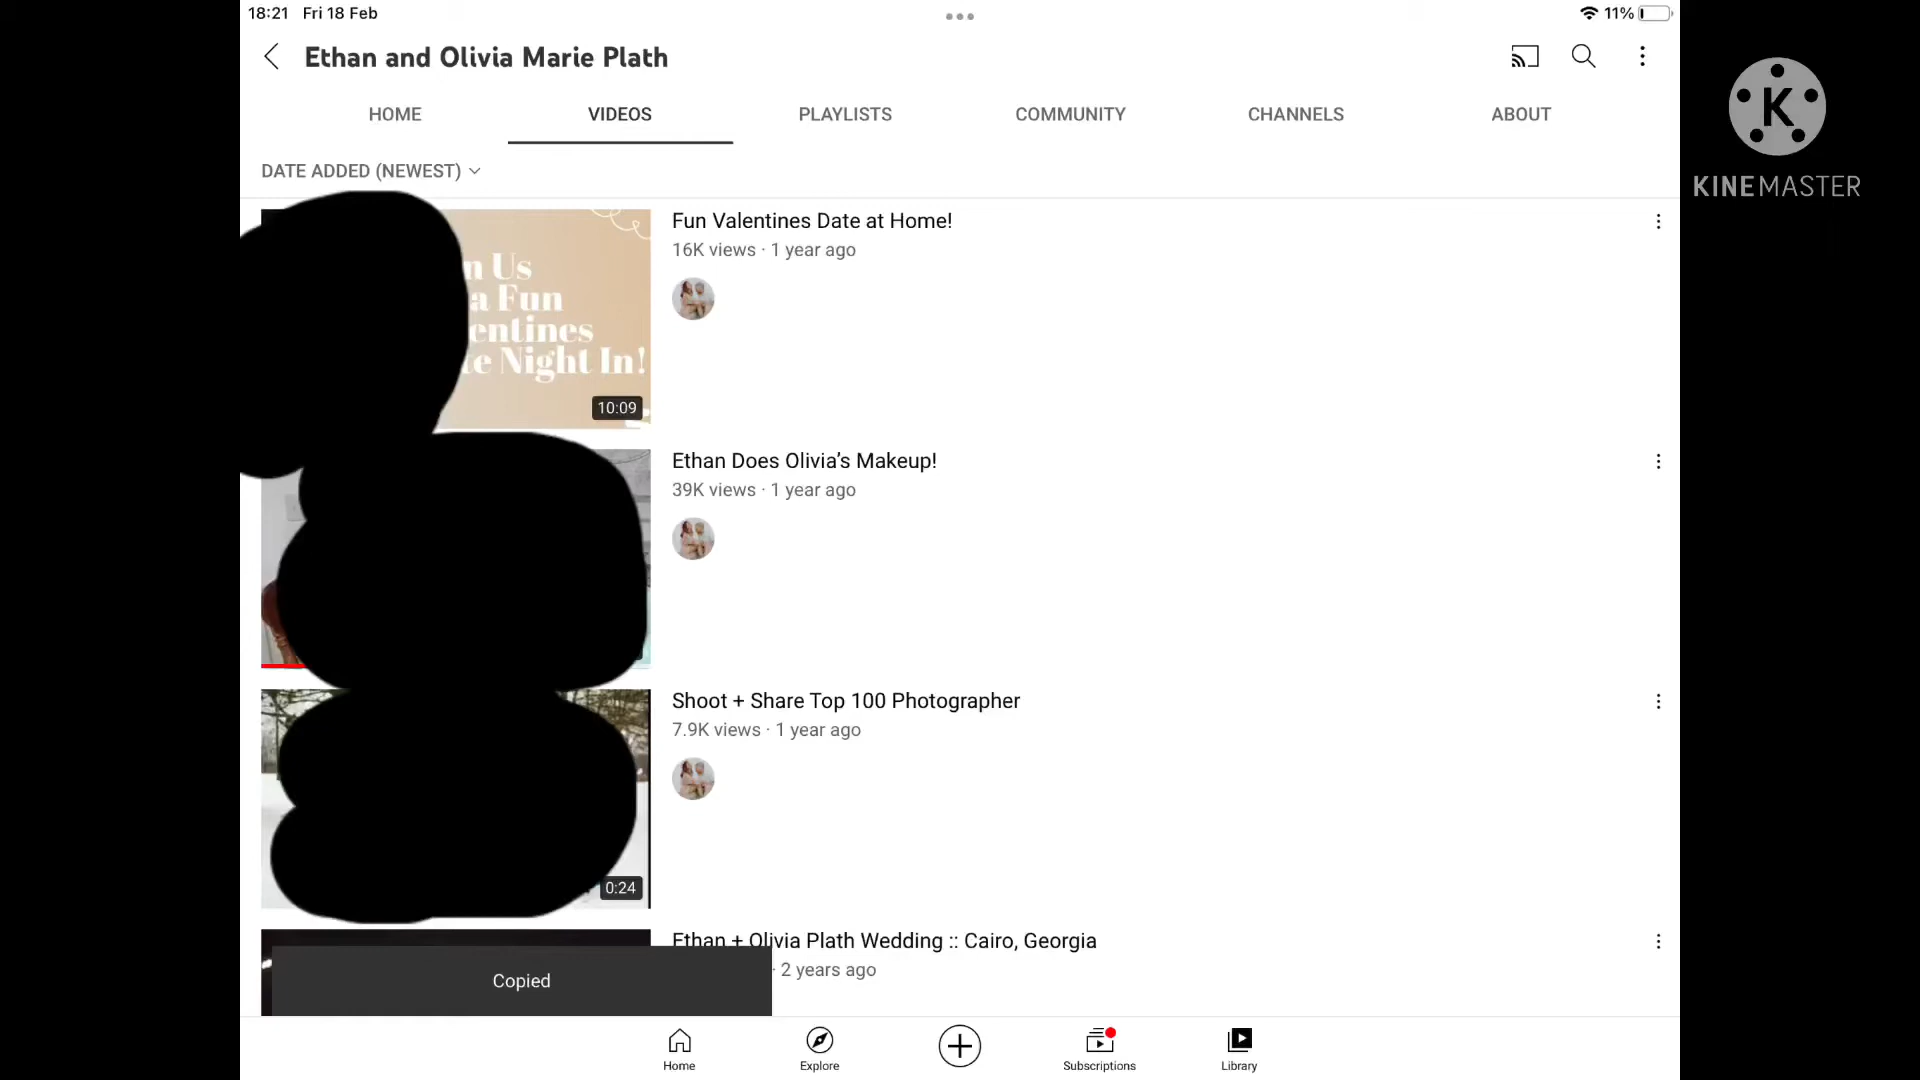 18:21 Fri 18 Feb
11%
Ethan and Olivia Marie Plath
HOME VIDEOS PLAYLISTS COMMUNITY CHANNELS ABOUT
KINEMASTER
DATE ADDED (NEWEST)
Us
a Fun
entines
Night In!
10:09
Fun Valentines Date at Home!
16K views · 1 year ago
Ethan Does Olivia’s Makeup!
39K views · 1 year ago
Shoot + Share Top 100 Photographer
7.9K views · 1 year ago
0:24
Ethan + Olivia Plath Wedding :: Cairo, Georgia
· 2 years ago
Copied
Home Explore Subscriptions Library